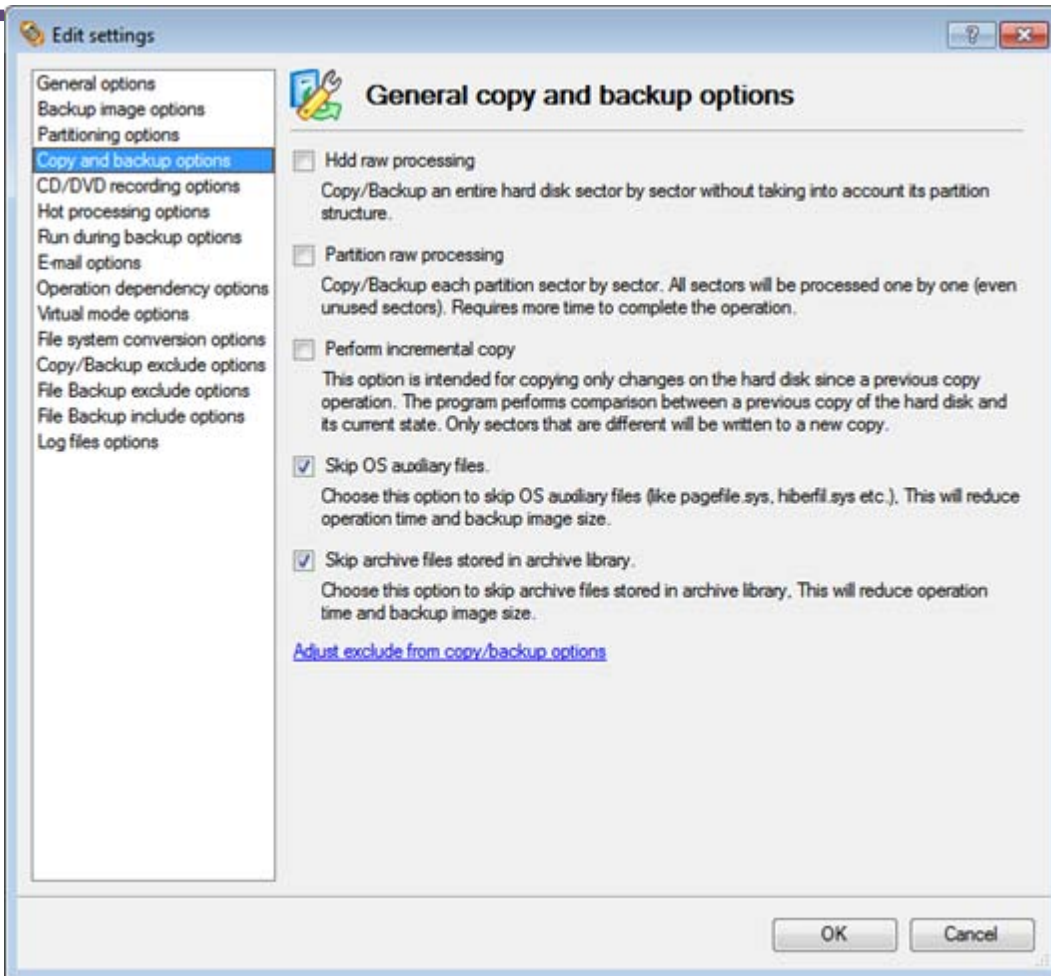 Edit settings
General options
Backup image options
Partitioning options
Copy and backup options
CD/DVD recording options
Hot processing options
Run during backup options
E-mail options
Operation dependency options
Virtual mode options
File system conversion options
Copy/Backup exclude options
File Backup exclude options
File Backup include options
Log files options
General copy and backup options
Hdd raw processing
Copy/Backup an entire hard disk sector by sector without taking into account its partition
structure.
Partition raw processing
Copy/Backup each partition sector by sector. All sectors will be processed one by one (even
unused sectors). Requires more time to complete the operation.
Perform incremental copy
This option is intended for copying only changes on the hard disk since a previous copy
operation. The program performs comparison between a previous copy of the hard disk and
its current state. Only sectors that are different will be written to a new copy.
Skip OS auxiliary files.
Choose this option to skip OS auxiliary files (like pagefile.sys, hiberfil.sys etc.), This will reduce
operation time and backup image size.
Skip archive files stored in archive library.
Choose this option to skip archive files stored in archive library, This will reduce operation
time and backup image size.
Adjust exclude from copy/backup options
OK
Cancel